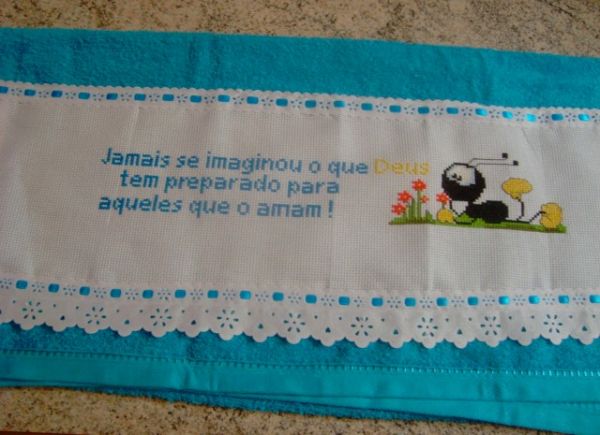 Jamais se imaginou o que Deus
tem preparado para
aqueles que o amam !